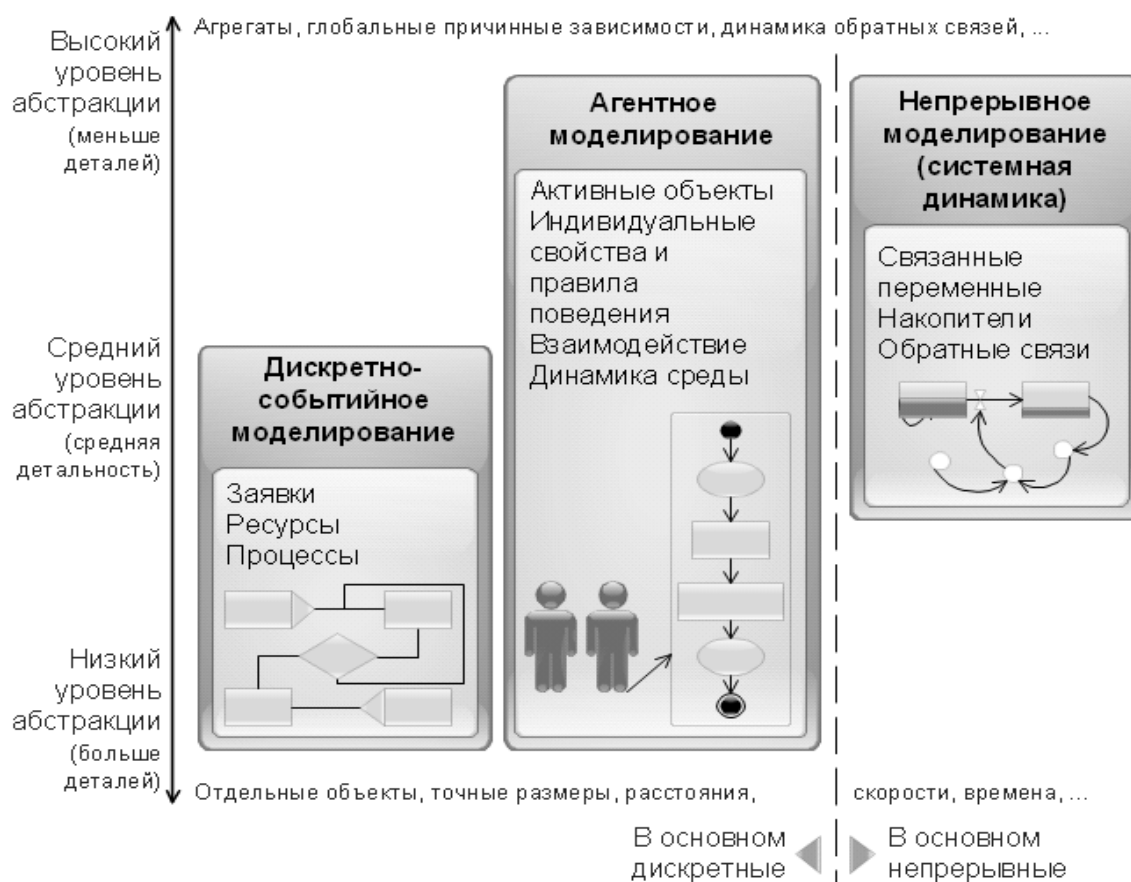 Высокий
уровень
абстракции
(меньше
деталей)
Агрегаты, глобальные причинные зависимости, динамика обратных связей, ...
Средний
уровень
абстракции
(средняя
детальность)
Низкий
уровень
абстракции
(больше
деталей)
Дискретно-
событийное
моделирование
Заявки
Ресурсы
Процессы
Агентное
моделирование
Активные объекты
Индивидуальные
свойства и
правила
поведения
Взаимодействие
Динамика среды
Непрерывное
моделирование
(системная
динамика)
Связанные
переменные
Накопители
Обратные связи
Отдельные объекты, точные размеры, расстояния, скорости, времена, ...
В основном
дискретные
В основном
непрерывные